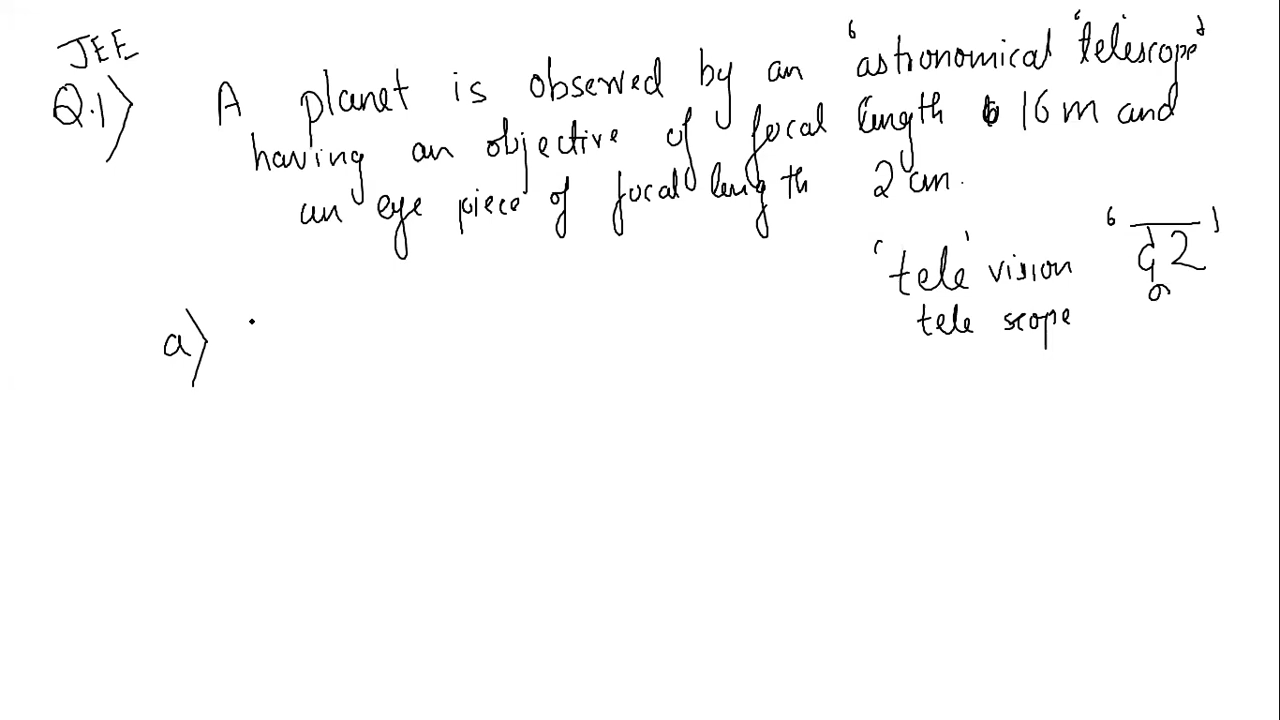 JEE
Q.1) A planet is observed by an 'astronomical 'telescope'
having an objective of focal length 16 m and
an eye piece of focal length 2 cm.
'tele' vision
tele scope
a)